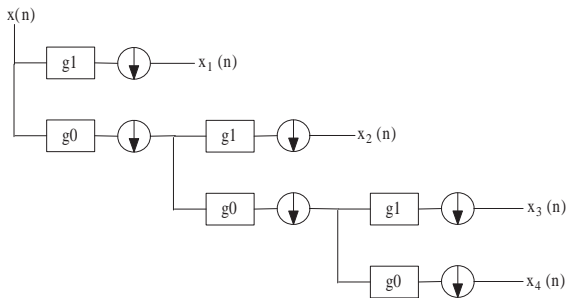 x(n)
g1 x₁(n)
g0 g1 x₂(n)
g0 g1 x₃(n)
g0 x₄(n)